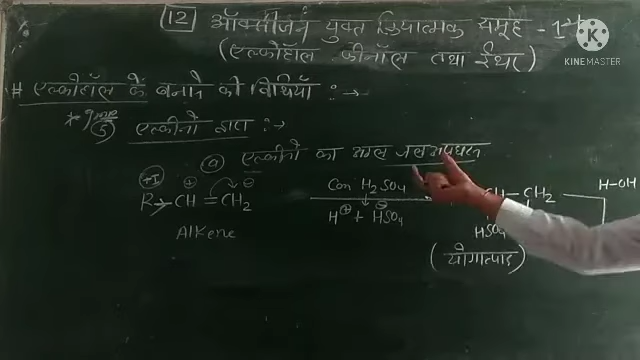 12 ऑक्सीजन युक्त क्रियात्मक समूह - 1
(एल्कोहॉल फीनॉल तथा ईथर)
# एल्कोहॉल के बनाने की विधियाँ :→
* (5) एल्कीनो द्वारा :→
(a) एल्कीनो का अम्ल जल अपघटन
+I ⊕ ⊖
R→CH=CH₂ Con H₂SO₄ CH-CH₂ H-OH
H⊕ + HSO₄⊖ HSO₄
Alkene
(योगोत्पाद)
K
KINEMASTER